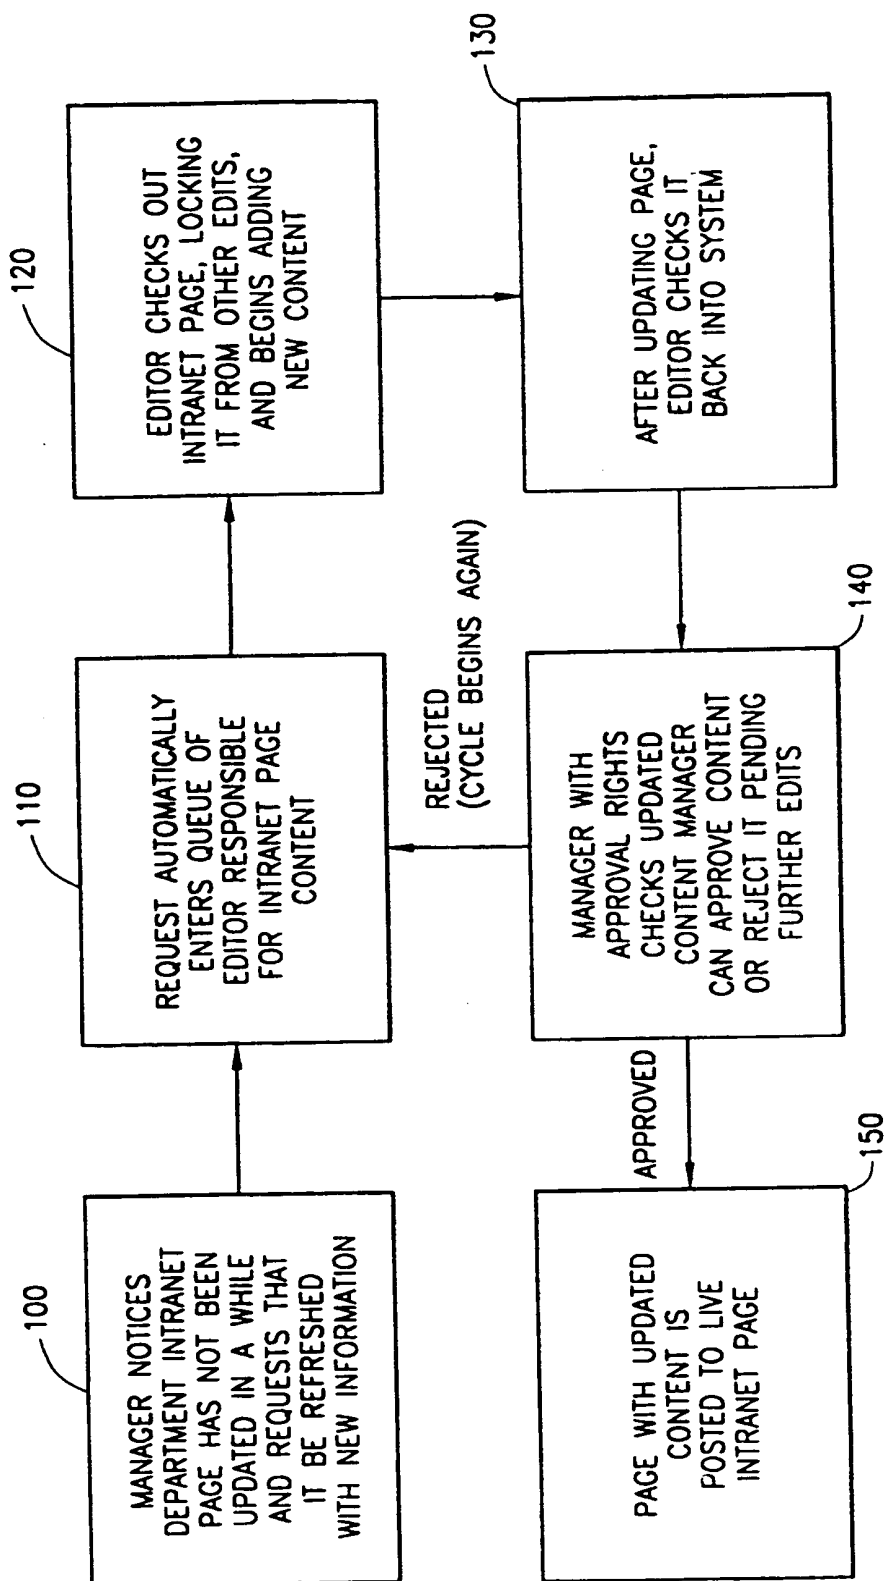 100
MANAGER NOTICES
DEPARTMENT INTRANET
PAGE HAS NOT BEEN
UPDATED IN A WHILE
AND REQUESTS THAT
IT BE REFRESHED
WITH NEW INFORMATION
110
REQUEST AUTOMATICALLY
ENTERS QUEUE OF
EDITOR RESPONSIBLE
FOR INTRANET PAGE
CONTENT
120
EDITOR CHECKS OUT
INTRANET PAGE, LOCKING
IT FROM OTHER EDITS,
AND BEGINS ADDING
NEW CONTENT
130
AFTER UPDATING PAGE,
EDITOR CHECKS IT
BACK INTO SYSTEM
140
MANAGER WITH
APPROVAL RIGHTS
CHECKS UPDATED
CONTENT MANAGER
CAN APPROVE CONTENT
OR REJECT IT PENDING
FURTHER EDITS
REJECTED
(CYCLE BEGINS AGAIN)
APPROVED
150
PAGE WITH UPDATED
CONTENT IS
POSTED TO LIVE
INTRANET PAGE